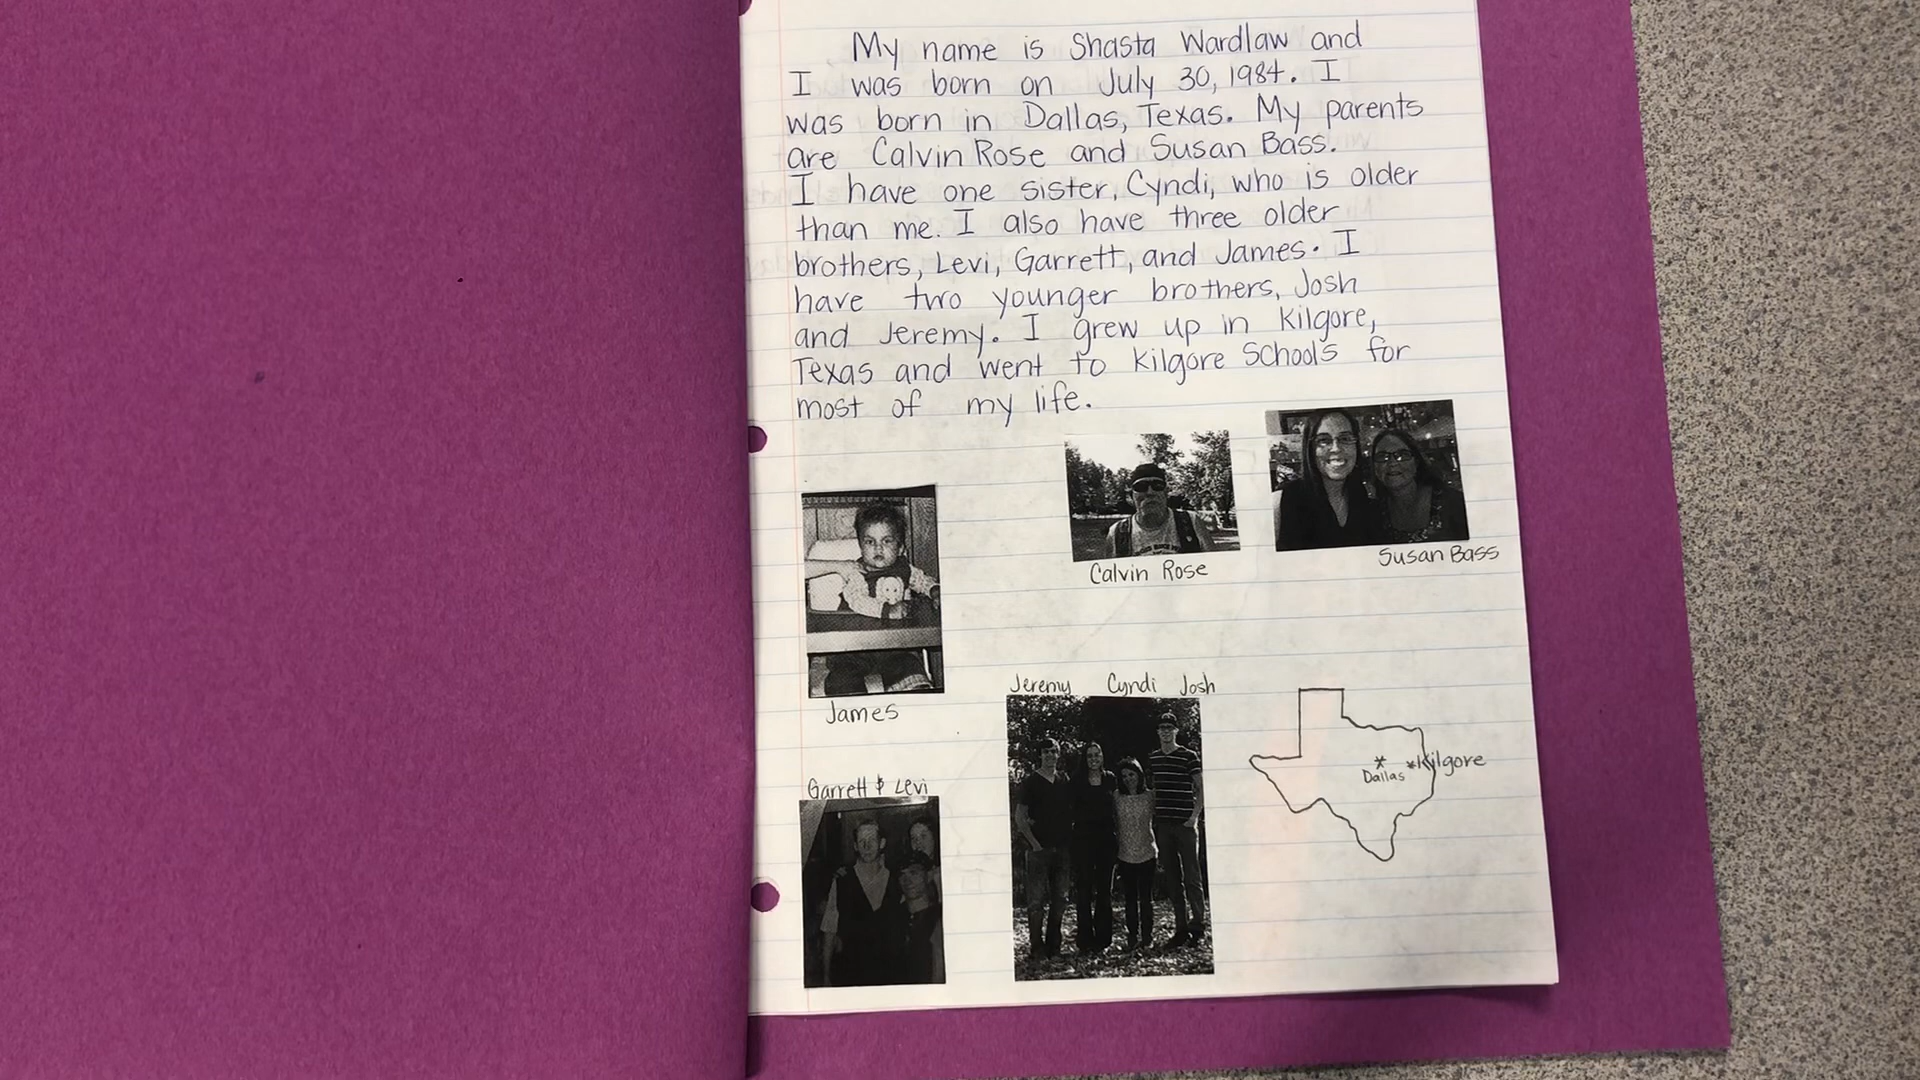 My name is Shasta Wardlaw and
I was born on July 30, 1984. I
was born in Dallas, Texas. My parents
are Calvin Rose and Susan Bass.
I have one sister, Cyndi, who is older
than me. I also have three older
brothers, Levi, Garrett, and James. I
have two younger brothers, Josh
and Jeremy. I grew up in Kilgore,
Texas and went to Kilgore Schools for
most of my life.
Calvin Rose
Susan Bass
James
Jeremy Cyndi Josh
Garrett & Levi
Dallas
Kilgore